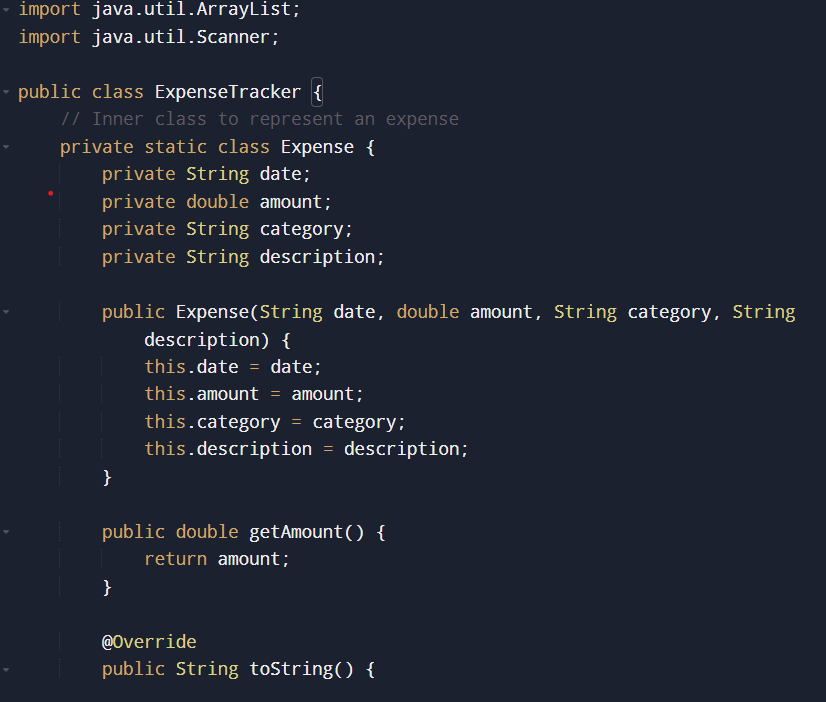 import java.util.ArrayList;
import java.util.Scanner;
public class ExpenseTracker {
// Inner class to represent an expense
private static class Expense {
private String date;
private double amount;
private String category;
private String description;
public Expense(String date, double amount, String category, String
description) {
this.date = date;
this.amount = amount;
this.category = category;
this.description = description;
}
public double getAmount() {
return amount;
}
@Override
public String toString() {